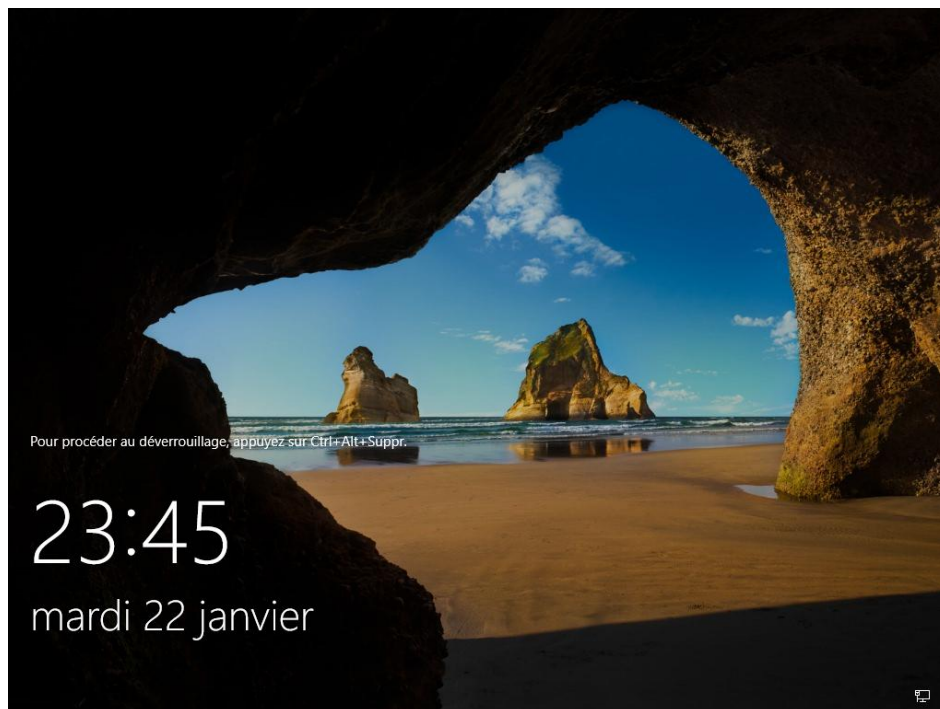 Pour procéder au déverrouillage, appuyez sur Ctrl+Alt+Suppr.
23:45
mardi 22 janvier